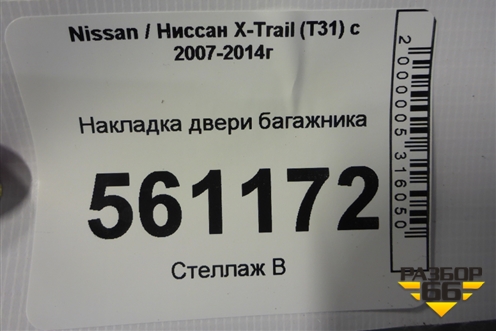 Nissan / Ниссан X-Trail (T31) с
2007-2014г
Накладка двери багажника
561172
Стеллаж В
2000005316050
РАЗБОР
66